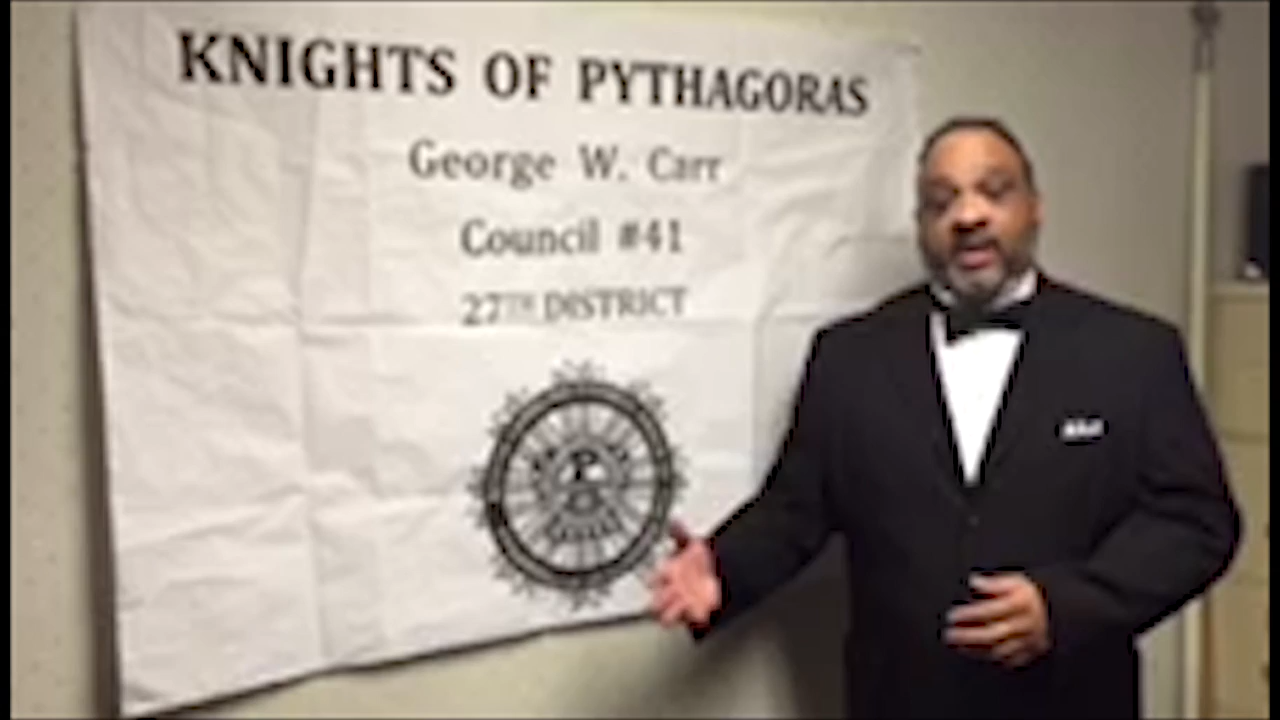 KNIGHTS OF PYTHAGORAS
George W. Carr
Council #41
27TH DISTRICT